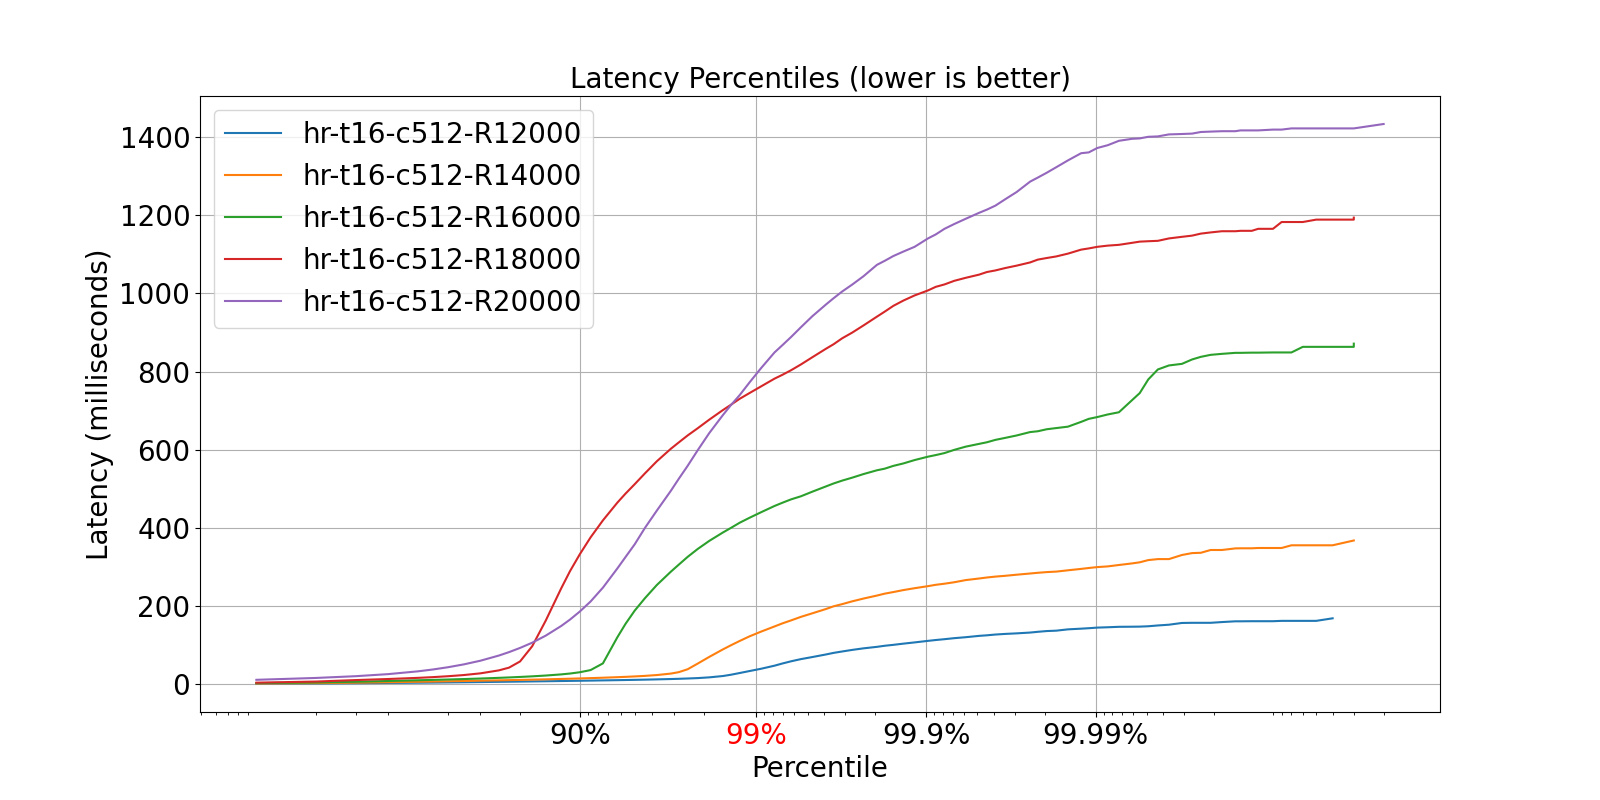 Latency Percentiles (lower is better)
hr-t16-c512-R12000
hr-t16-c512-R14000
hr-t16-c512-R16000
hr-t16-c512-R18000
hr-t16-c512-R20000
1400
1200
1000
800
600
400
200
0
Latency (milliseconds)
90% 99% 99.9% 99.99%
Percentile